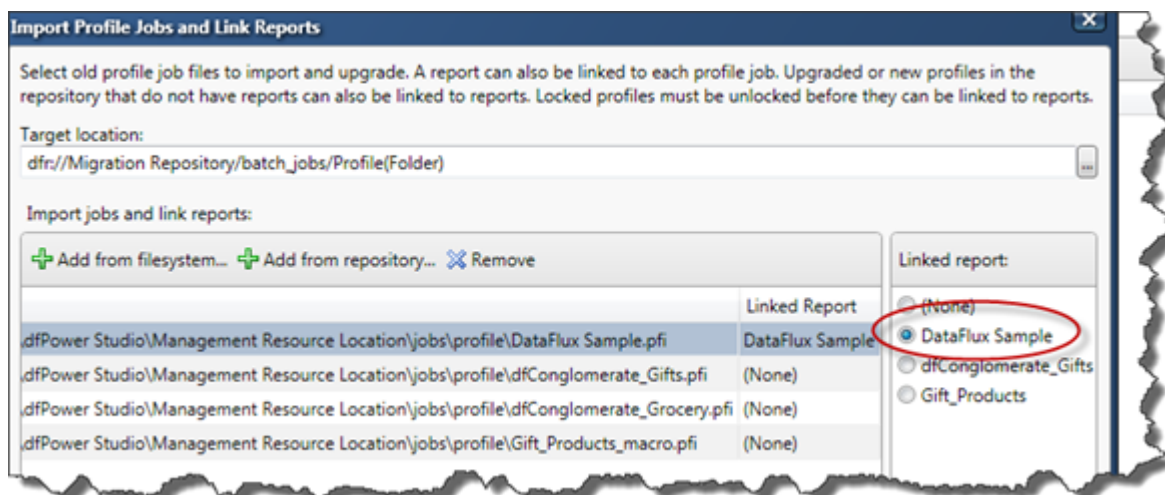 Import Profile Jobs and Link Reports
Select old profile job files to import and upgrade. A report can also be linked to each profile job. Upgraded or new profiles in the
repository that do not have reports can also be linked to reports. Locked profiles must be unlocked before they can be linked to reports.
Target location:
dfr://Migration Repository/batch_jobs/Profile(Folder)
...
Import jobs and link reports:
Add from filesystem... Add from repository... Remove
Linked Report
\dfPower Studio\Management Resource Location\jobs\profile\DataFlux Sample.pfi DataFlux Sample
\dfPower Studio\Management Resource Location\jobs\profile\dfConglomerate_Gifts.pfi (None)
\dfPower Studio\Management Resource Location\jobs\profile\dfConglomerate_Grocery.pfi (None)
\dfPower Studio\Management Resource Location\jobs\profile\Gift_Products_macro.pfi (None)
Linked report:
(None)
DataFlux Sample
dfConglomerate_Gifts
Gift_Products